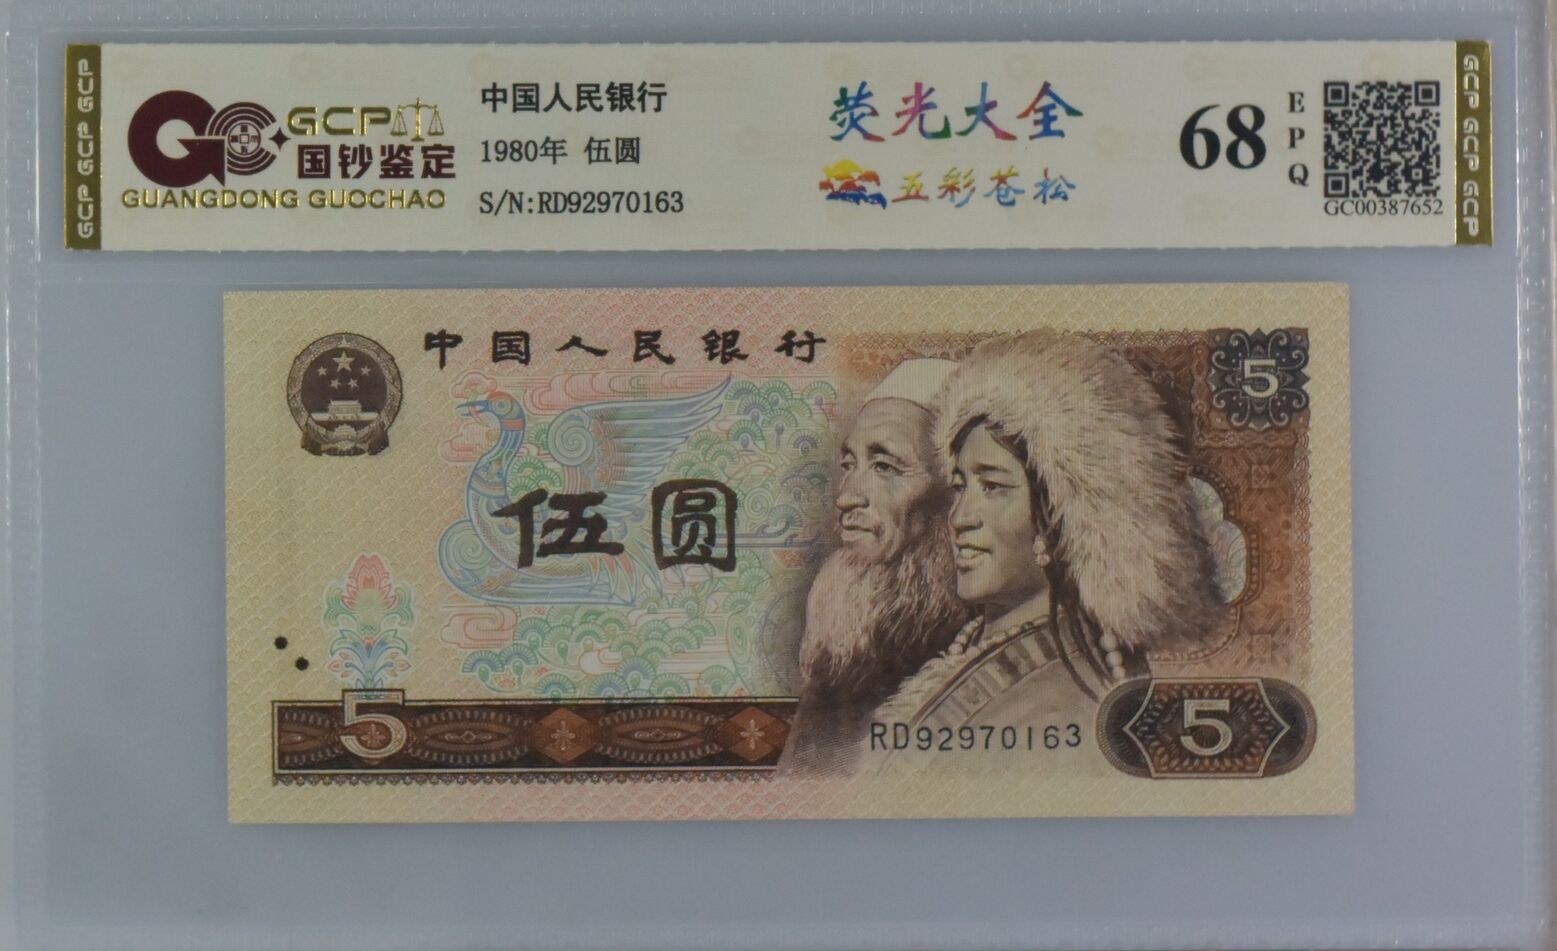 GCP GCP GCP
GCP
国钞鉴定
GUANGDONG GUOCHAO
中国人民银行
1980年 伍圆
S/N:RD92970163
荧光大全
五彩苍松
68
EPQ
GC00387652
GCP GCP GCP
中国人民银行
5
伍圆
5
RD92970163
5